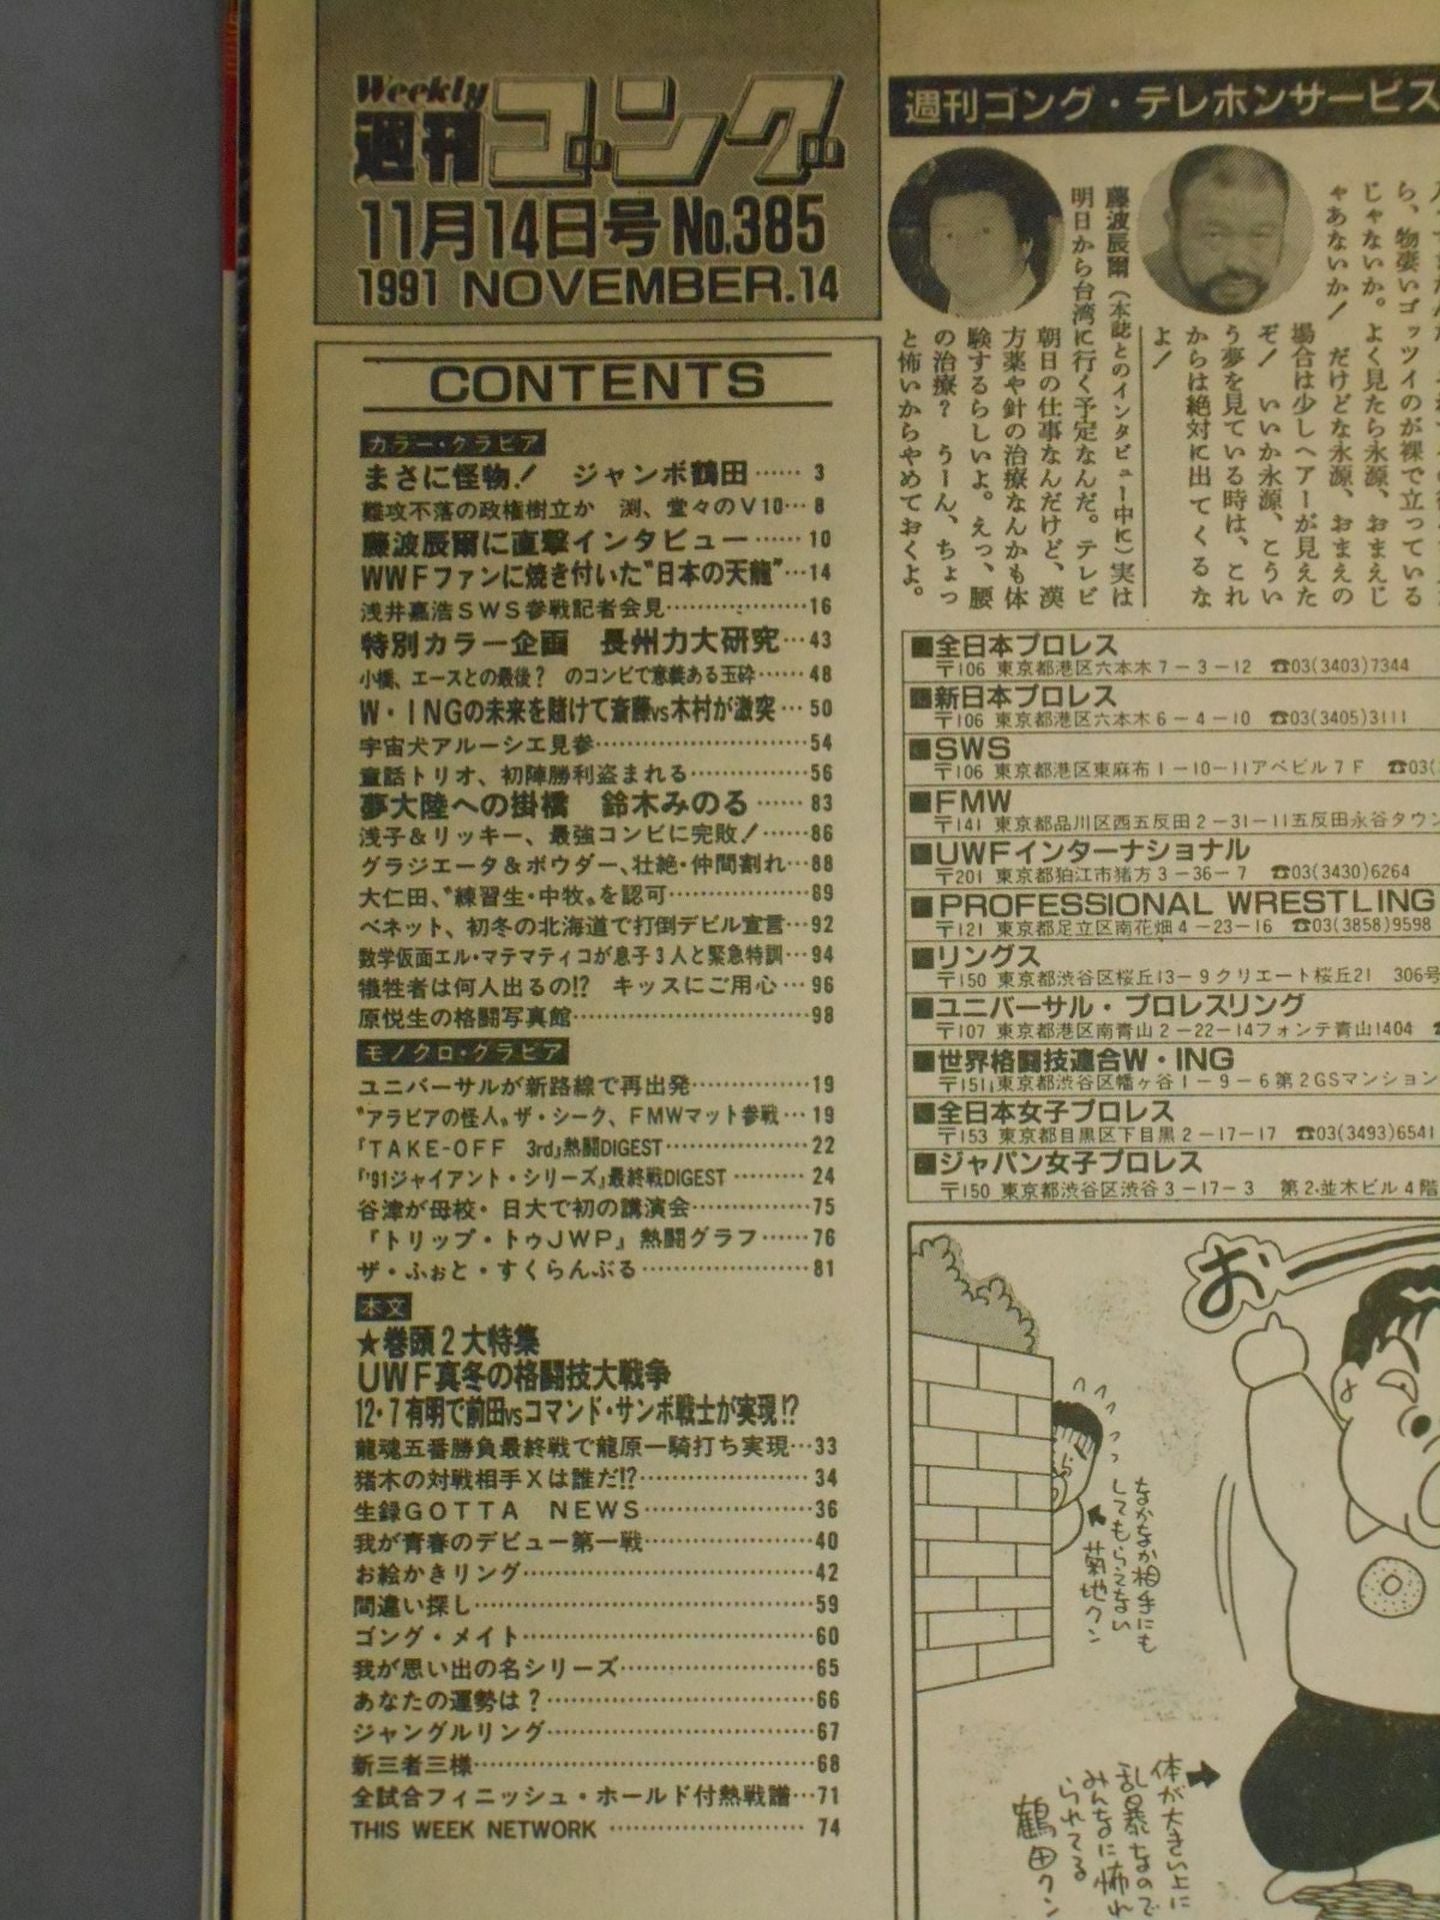 Weekly
週刊ゴング
11月14日号 No.385
1991 NOVEMBER.14
CONTENTS
カラー・グラビア
まさに怪物! ジャンボ鶴田……3
難攻不落の政権樹立か 渕、堂々のV10…8
藤波辰爾に直撃インタビュー……10
WWFファンに焼き付いた“日本の天龍”…14
浅井嘉浩SWS参戦記者会見………………16
特別カラー企画 長州力大研究…43
小橋、エースとの最後? のコンビで意義ある玉砕……48
W・INGの未来を賭けて斎藤vs木村が激突…50
宇宙犬アルーシエ見参………………………54
童話トリオ、初陣勝利盗まれる……………56
夢大陸への掛橋 鈴木みのる……83
浅子&リッキー、最強コンビに完敗!……86
グラジエータ&ボウダー、壮絶・仲間割れ…88
大仁田、“練習生・中牧”を認可………………89
ベネット、初冬の北海道で打倒デビル宣言…92
数学仮面エル・マテマティコが息子3人と緊急特訓…94
犠牲者は何人出るの!? キッスにご用心…96
原悦生の格闘写真館…………………………98
モノクロ・グラビア
ユニバーサルが新路線で再出発……………19
“アラビアの怪人”ザ・シーク、FMWマット参戦…19
『TAKE-OFF 3rd』熱闘DIGEST………………22
『'91ジャイアント・シリーズ』最終戦DIGEST………24
谷津が母校・日大で初の講演会……………75
『トリップ・トゥJWP』熱闘グラフ……76
ザ・ふぉと・すくらんぶる…………………81
本文
★巻頭2大特集
UWF真冬の格闘技大戦争
12・7有明で前田vsコマンド・サンボ戦士が実現!?
龍魂五番勝負最終戦で龍原一騎打ち実現…33
猪木の対戦相手Xは誰だ!?…………………34
生録GOTTA NEWS…………………36
我が青春のデビュー第一戦…………………40
お絵かきリング………………………………42
間違い探し……………………………………59
ゴング・メイト………………………………60
我が思い出の名シリーズ……………………65
あなたの運勢は?……………………………66
ジャングルリング……………………………67
新三者三様……………………………………68
全試合フィニッシュ・ホールド付熱戦譜…71
THIS WEEK NETWORK……………………74
週刊ゴング・テレホンサービス
ら、物凄いゴッツイのが裸で立っている
じゃないか。よく見たら永源、おまえじ
ゃあないか! だけどな永源、おまえの
場合は少しヘアーが見えた
ぞ! いいか永源、こうい
う夢を見ている時は、これ
からは絶対に出てくるな
よ!
藤波辰爾(本誌とのインタビュー中に)実は
明日から台湾に行く予定なんだ。テレビ
朝日の仕事なんだけど、漢
方薬や針の治療なんかも体
験するらしいよ。えっ、腰
の治療? うーん、ちょっ
と怖いからやめておくよ。
■全日本プロレス
〒106 東京都港区六本木7-3-12 ☎03(3403)7344
■新日本プロレス
〒106 東京都港区六本木6-4-10 ☎03(3405)3111
■SWS
〒106 東京都港区東麻布1-10-11アベビル7F ☎03(
■FMW
〒141 東京都品川区西五反田2-31-11五反田永谷タウン
■UWFインターナショナル
〒201 東京都狛江市猪方3-36-7 ☎03(3430)6264
■PROFESSIONAL WRESTLING
〒121 東京都足立区南花畑4-23-16 ☎03(3858)9598
■リングス
〒150 東京都渋谷区桜丘13-9クリエート桜丘21 306号
■ユニバーサル・プロレスリング
〒107 東京都港区南青山2-22-14フォンテ青山1404 ☎
■世界格闘技連合W・ING
〒151 東京都渋谷区幡ヶ谷1-9-6第2GSマンション
■全日本女子プロレス
〒153 東京都目黒区下目黒2-17-17 ☎03(3493)6541
■ジャパン女子プロレス
〒150 東京都渋谷区渋谷3-17-3 第2並木ビル4階
お
なかなか相手にも
してもらえない
菊地クン
体が大きい上に
乱暴なので
みんなに怖れ
られてる
鶴田クン